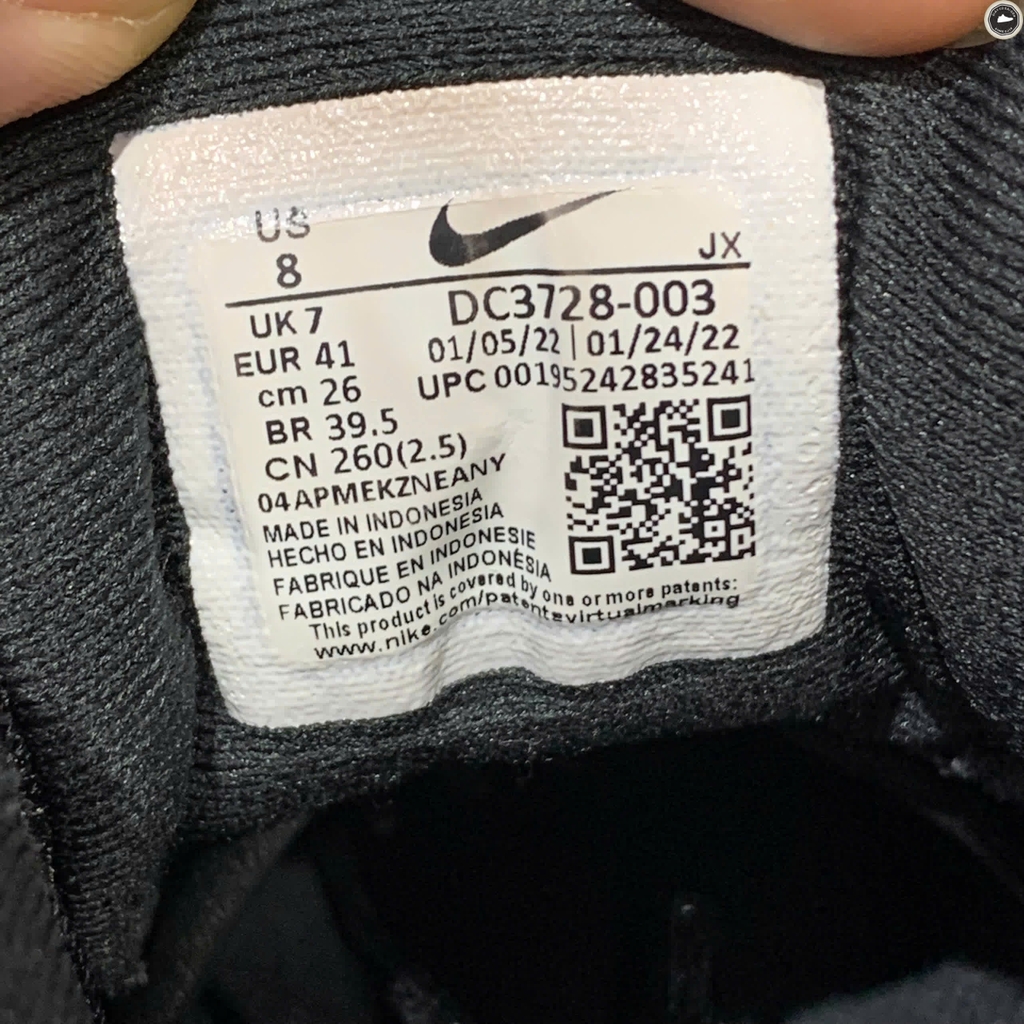 US
8
JX
UK 7
DC3728-003
EUR 41
01/05/22 | 01/24/22
cm 26
UPC 00195242835241
BR 39.5
CN 260(2.5)
04APMEKZNEANY
MADE IN INDONESIA
HECHO EN INDONESIA
FABRIQUE EN INDONESIE
FABRICADO NA INDONÉSIA
This product is covered by one or more patents:
www.nike.com/patentsvirtualmarking